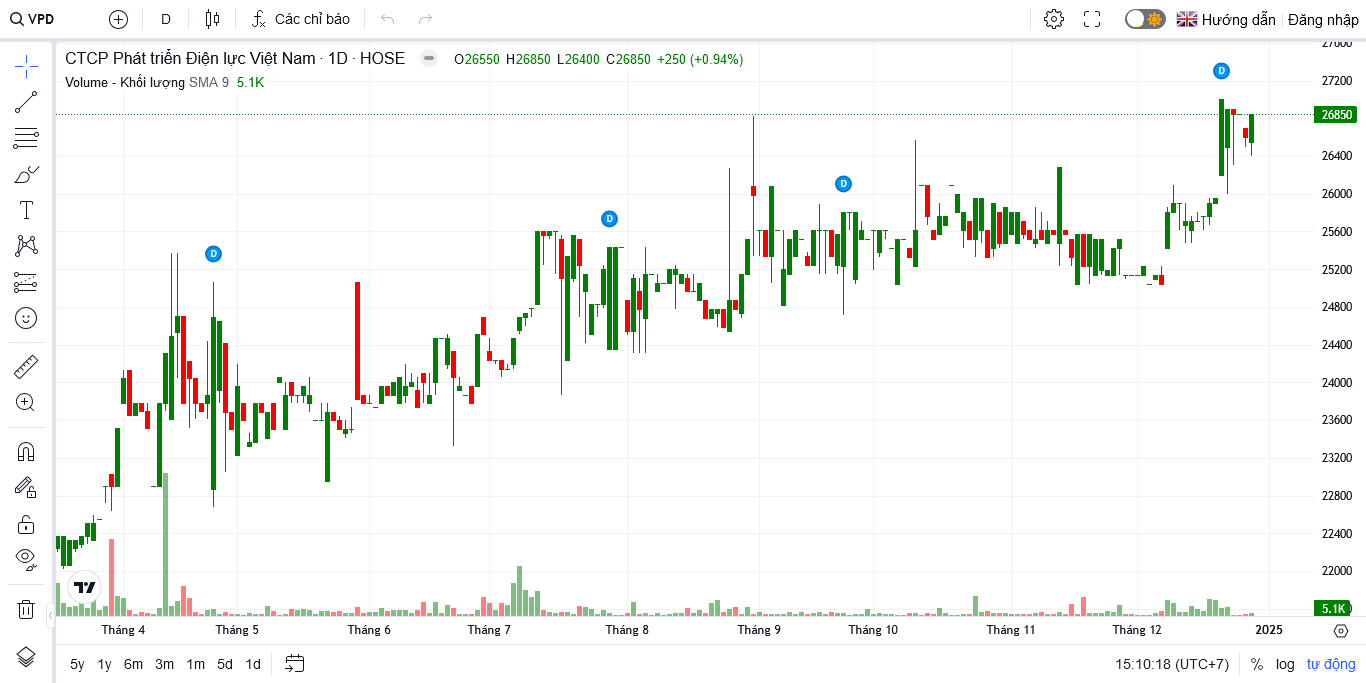 VPD D Các chỉ báo Hướng dẫn Đăng nhập
CTCP Phát triển Điện lực Việt Nam · 1D · HOSE O26550 H26850 L26400 C26850 +250 (+0.94%)
Volume - Khối lượng SMA 9 5.1K
27600
D
27200
26850
26400
D
26000
D
25600
D
25200
24800
24400
24000
23600
23200
22800
22400
22000
5.1K
Tháng 4 Tháng 5 Tháng 6 Tháng 7 Tháng 8 Tháng 9 Tháng 10 Tháng 11 Tháng 12 2025
5y 1y 6m 3m 1m 5d 1d 15:10:18 (UTC+7) % log tự động